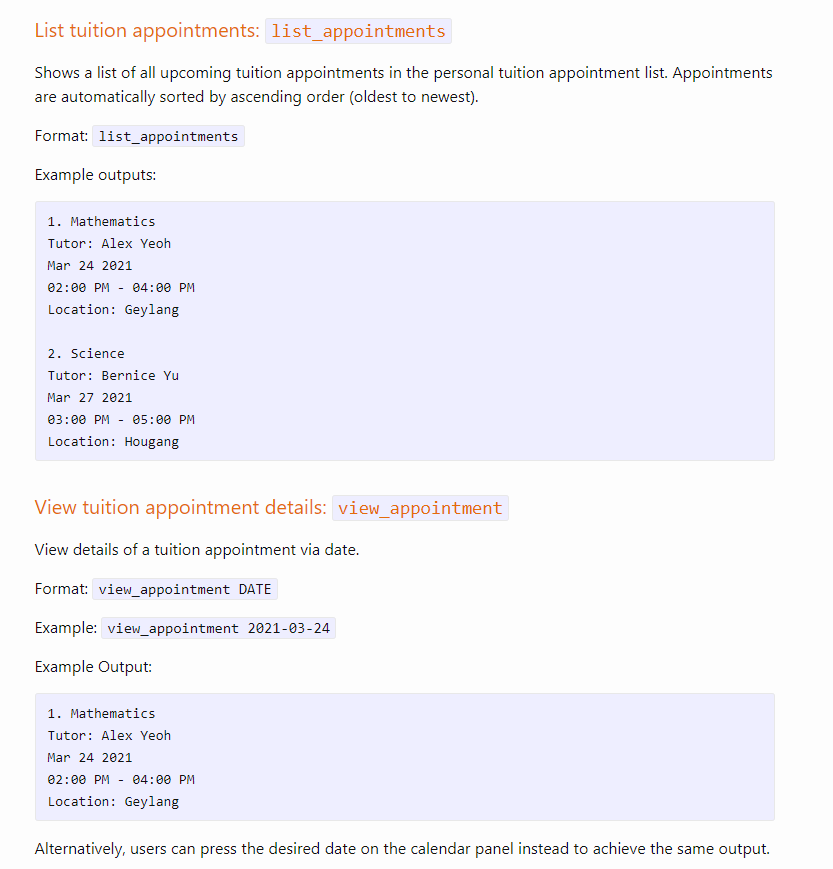 List tuition appointments: list_appointments
Shows a list of all upcoming tuition appointments in the personal tuition appointment list. Appointments
are automatically sorted by ascending order (oldest to newest).
Format: list_appointments
Example outputs:
1. Mathematics
Tutor: Alex Yeoh
Mar 24 2021
02:00 PM - 04:00 PM
Location: Geylang
2. Science
Tutor: Bernice Yu
Mar 27 2021
03:00 PM - 05:00 PM
Location: Hougang
View tuition appointment details: view_appointment
View details of a tuition appointment via date.
Format: view_appointment DATE
Example: view_appointment 2021-03-24
Example Output:
1. Mathematics
Tutor: Alex Yeoh
Mar 24 2021
02:00 PM - 04:00 PM
Location: Geylang
Alternatively, users can press the desired date on the calendar panel instead to achieve the same output.